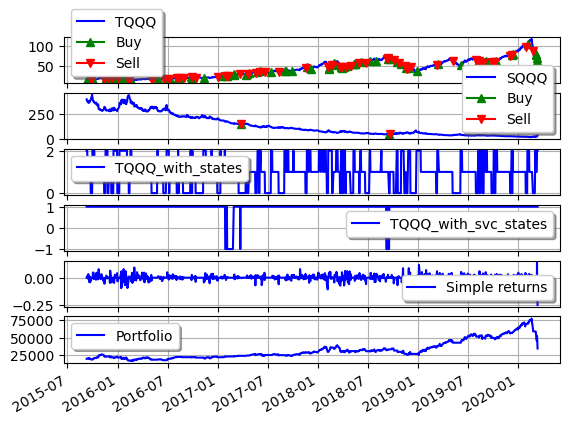 TQQQ
Buy
Sell
100
50
SQQQ
Buy
Sell
250
0
TQQQ_with_states
2
0
TQQQ_with_svc_states
1
−1
Simple returns
0.00
−0.25
Portfolio
75000
50000
25000
2015-07
2016-01
2016-07
2017-01
2017-07
2018-01
2018-07
2019-01
2019-07
2020-01